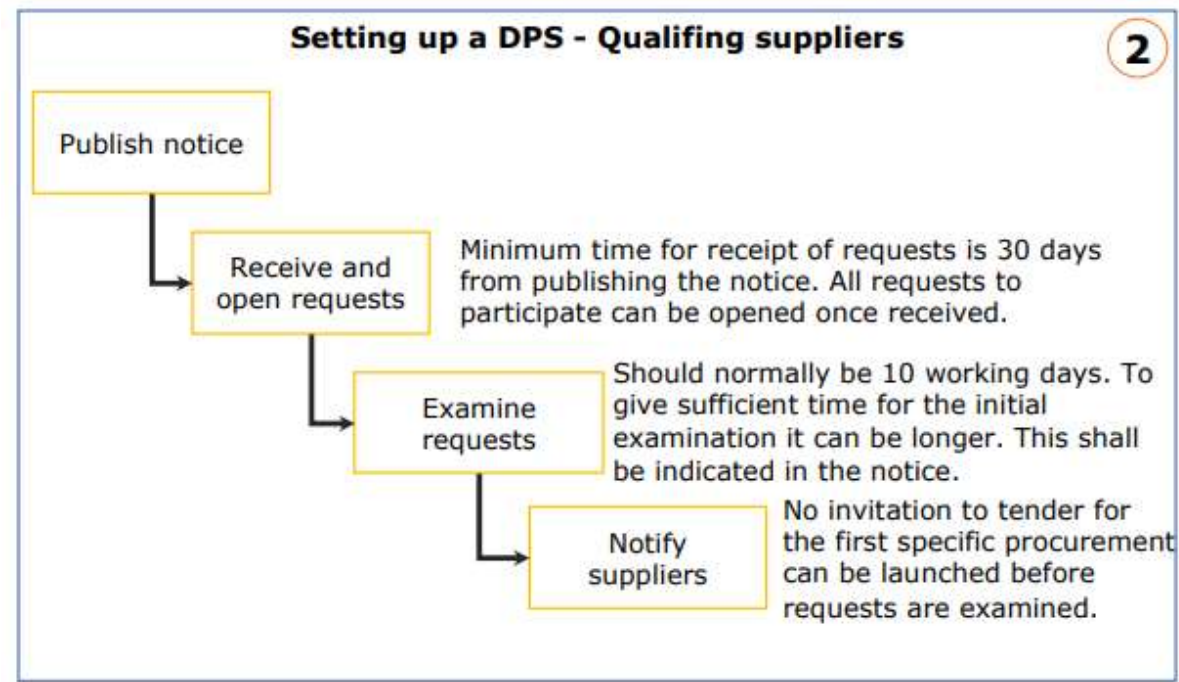 Setting up a DPS - Qualifing suppliers
2
Publish notice
Receive and
open requests
Minimum time for receipt of requests is 30 days
from publishing the notice. All requests to
participate can be opened once received.
Examine
requests
Should normally be 10 working days. To
give sufficient time for the initial
examination it can be longer. This shall
be indicated in the notice.
Notify
suppliers
No invitation to tender for
the first specific procurement
can be launched before
requests are examined.